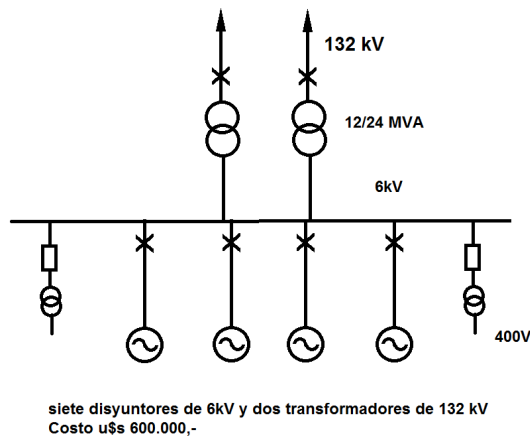 132 kV
12/24 MVA
6kV
400V
siete disyuntores de 6kV y dos transformadores de 132 kV
Costo u$s 600.000,-